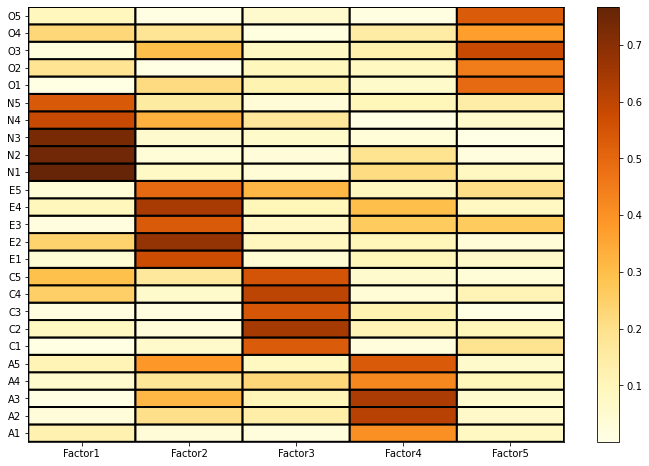 O5
O4
O3
O2
O1
N5
N4
N3
N2
N1
E5
E4
E3
E2
E1
C5
C4
C3
C2
C1
A5
A4
A3
A2
A1
Factor1 Factor2 Factor3 Factor4 Factor5
0.7
0.6
0.5
0.4
0.3
0.2
0.1